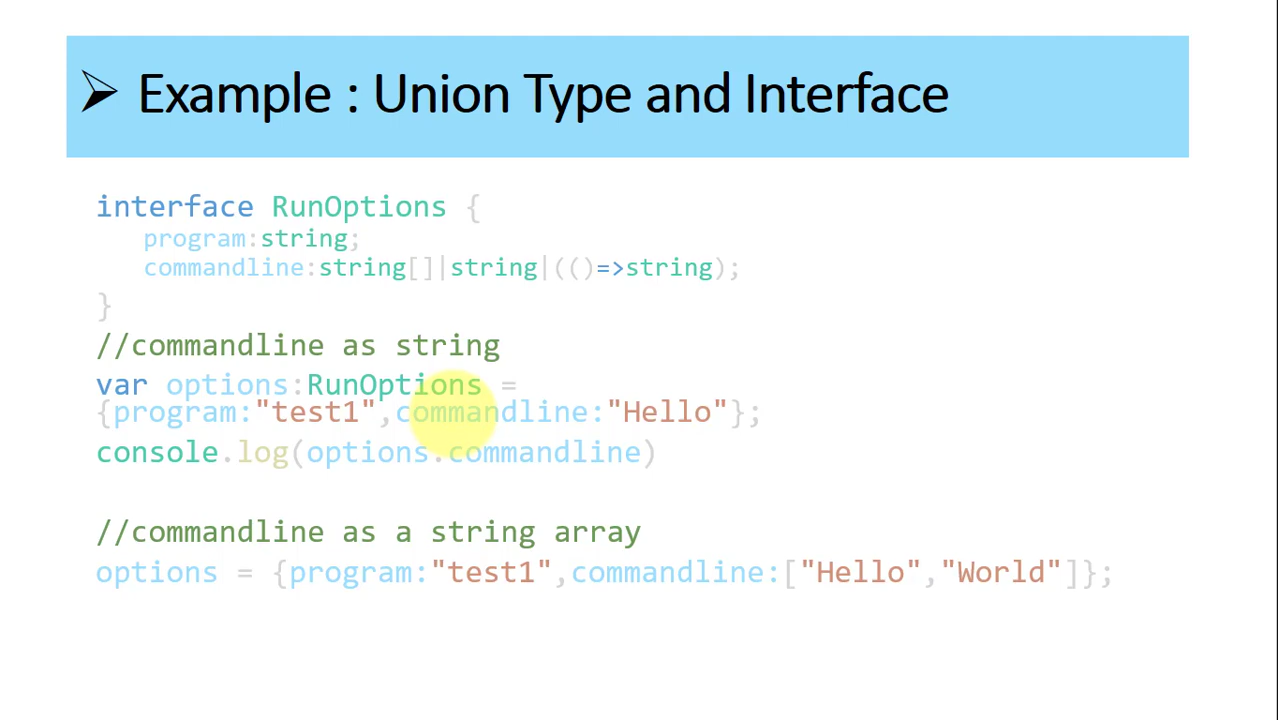 ➢ Example : Union Type and Interface
interface RunOptions {
program:string;
commandline:string[]|string|(()=>string);
}
//commandline as string
var options:RunOptions =
{program:"test1",commandline:"Hello"};
console.log(options.commandline)
//commandline as a string array
options = {program:"test1",commandline:["Hello","World"]};